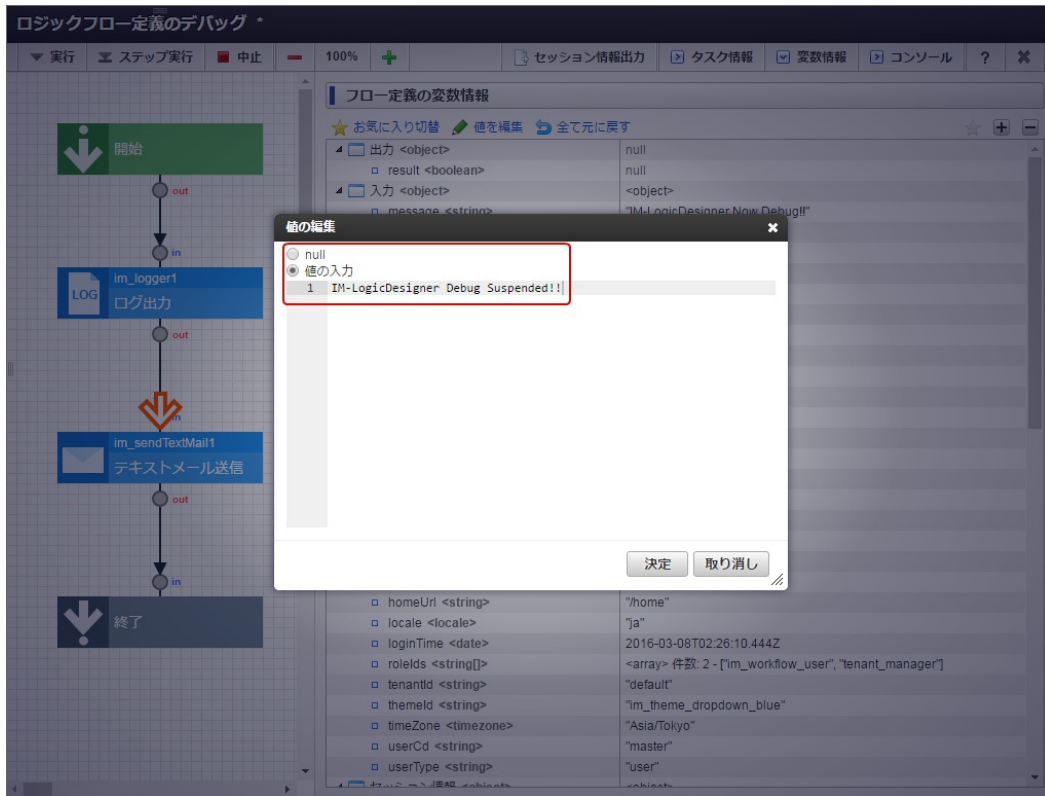 ロジックフロー定義のデバッグ *
実行 ステップ実行 中止 100% セッション情報出力 タスク情報 変数情報 コンソール ?
フロー定義の変数情報
お気に入り切替 値を編集 全て元に戻す
出力 <object> null
result <boolean> null
入力 <object> <object>
message <string> "IM-LogicDesigner Now Debug!!"
開始
out
in
im_logger1
LOG
ログ出力
out
in
im_sendTextMail1
テキストメール送信
out
in
終了
値の編集
null
値の入力
1 IM-LogicDesigner Debug Suspended!!
決定 取り消し
homeUrl <string> "/home"
locale <locale> "ja"
loginTime <date> 2016-03-08T02:26:10.444Z
roleIds <string[]> <array> 件数: 2 - ["im_workflow_user", "tenant_manager"]
tenantId <string> "default"
themeId <string> "im_theme_dropdown_blue"
timeZone <timezone> "Asia/Tokyo"
userCd <string> "master"
userType <string> "user"
セッション情報 <object> <object>